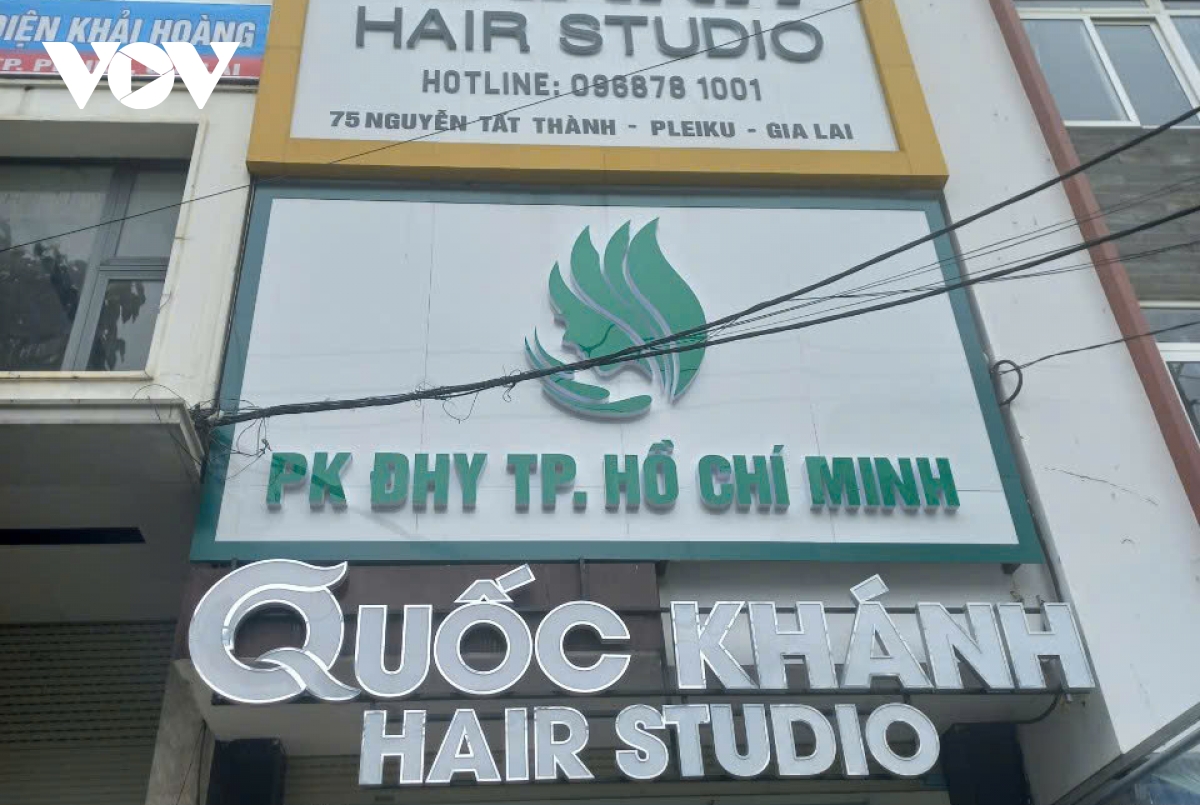 ĐIỆN KHẢI HOÀNG
VOV
HAIR STUDIO
HOTLINE: 096878 1001
75 NGUYỄN TẤT THÀNH - PLEIKU - GIA LAI
PK ĐHY TP. HỒ CHÍ MINH
QUỐC KHÁNH
HAIR STUDIO